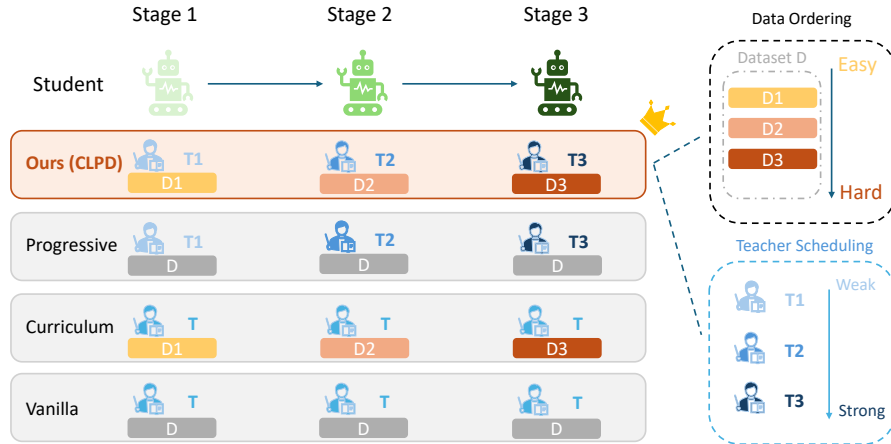 Stage 1 Stage 2 Stage 3
Student
Ours (CLPD) T1 T2 T3
D1 D2 D3
Progressive T1 T2 T3
D D D
Curriculum T T T
D1 D2 D3
Vanilla T T T
D D D
Data Ordering
Dataset D
Easy
D1
D2
D3
Hard
Teacher Scheduling
Weak
T1
T2
T3
Strong